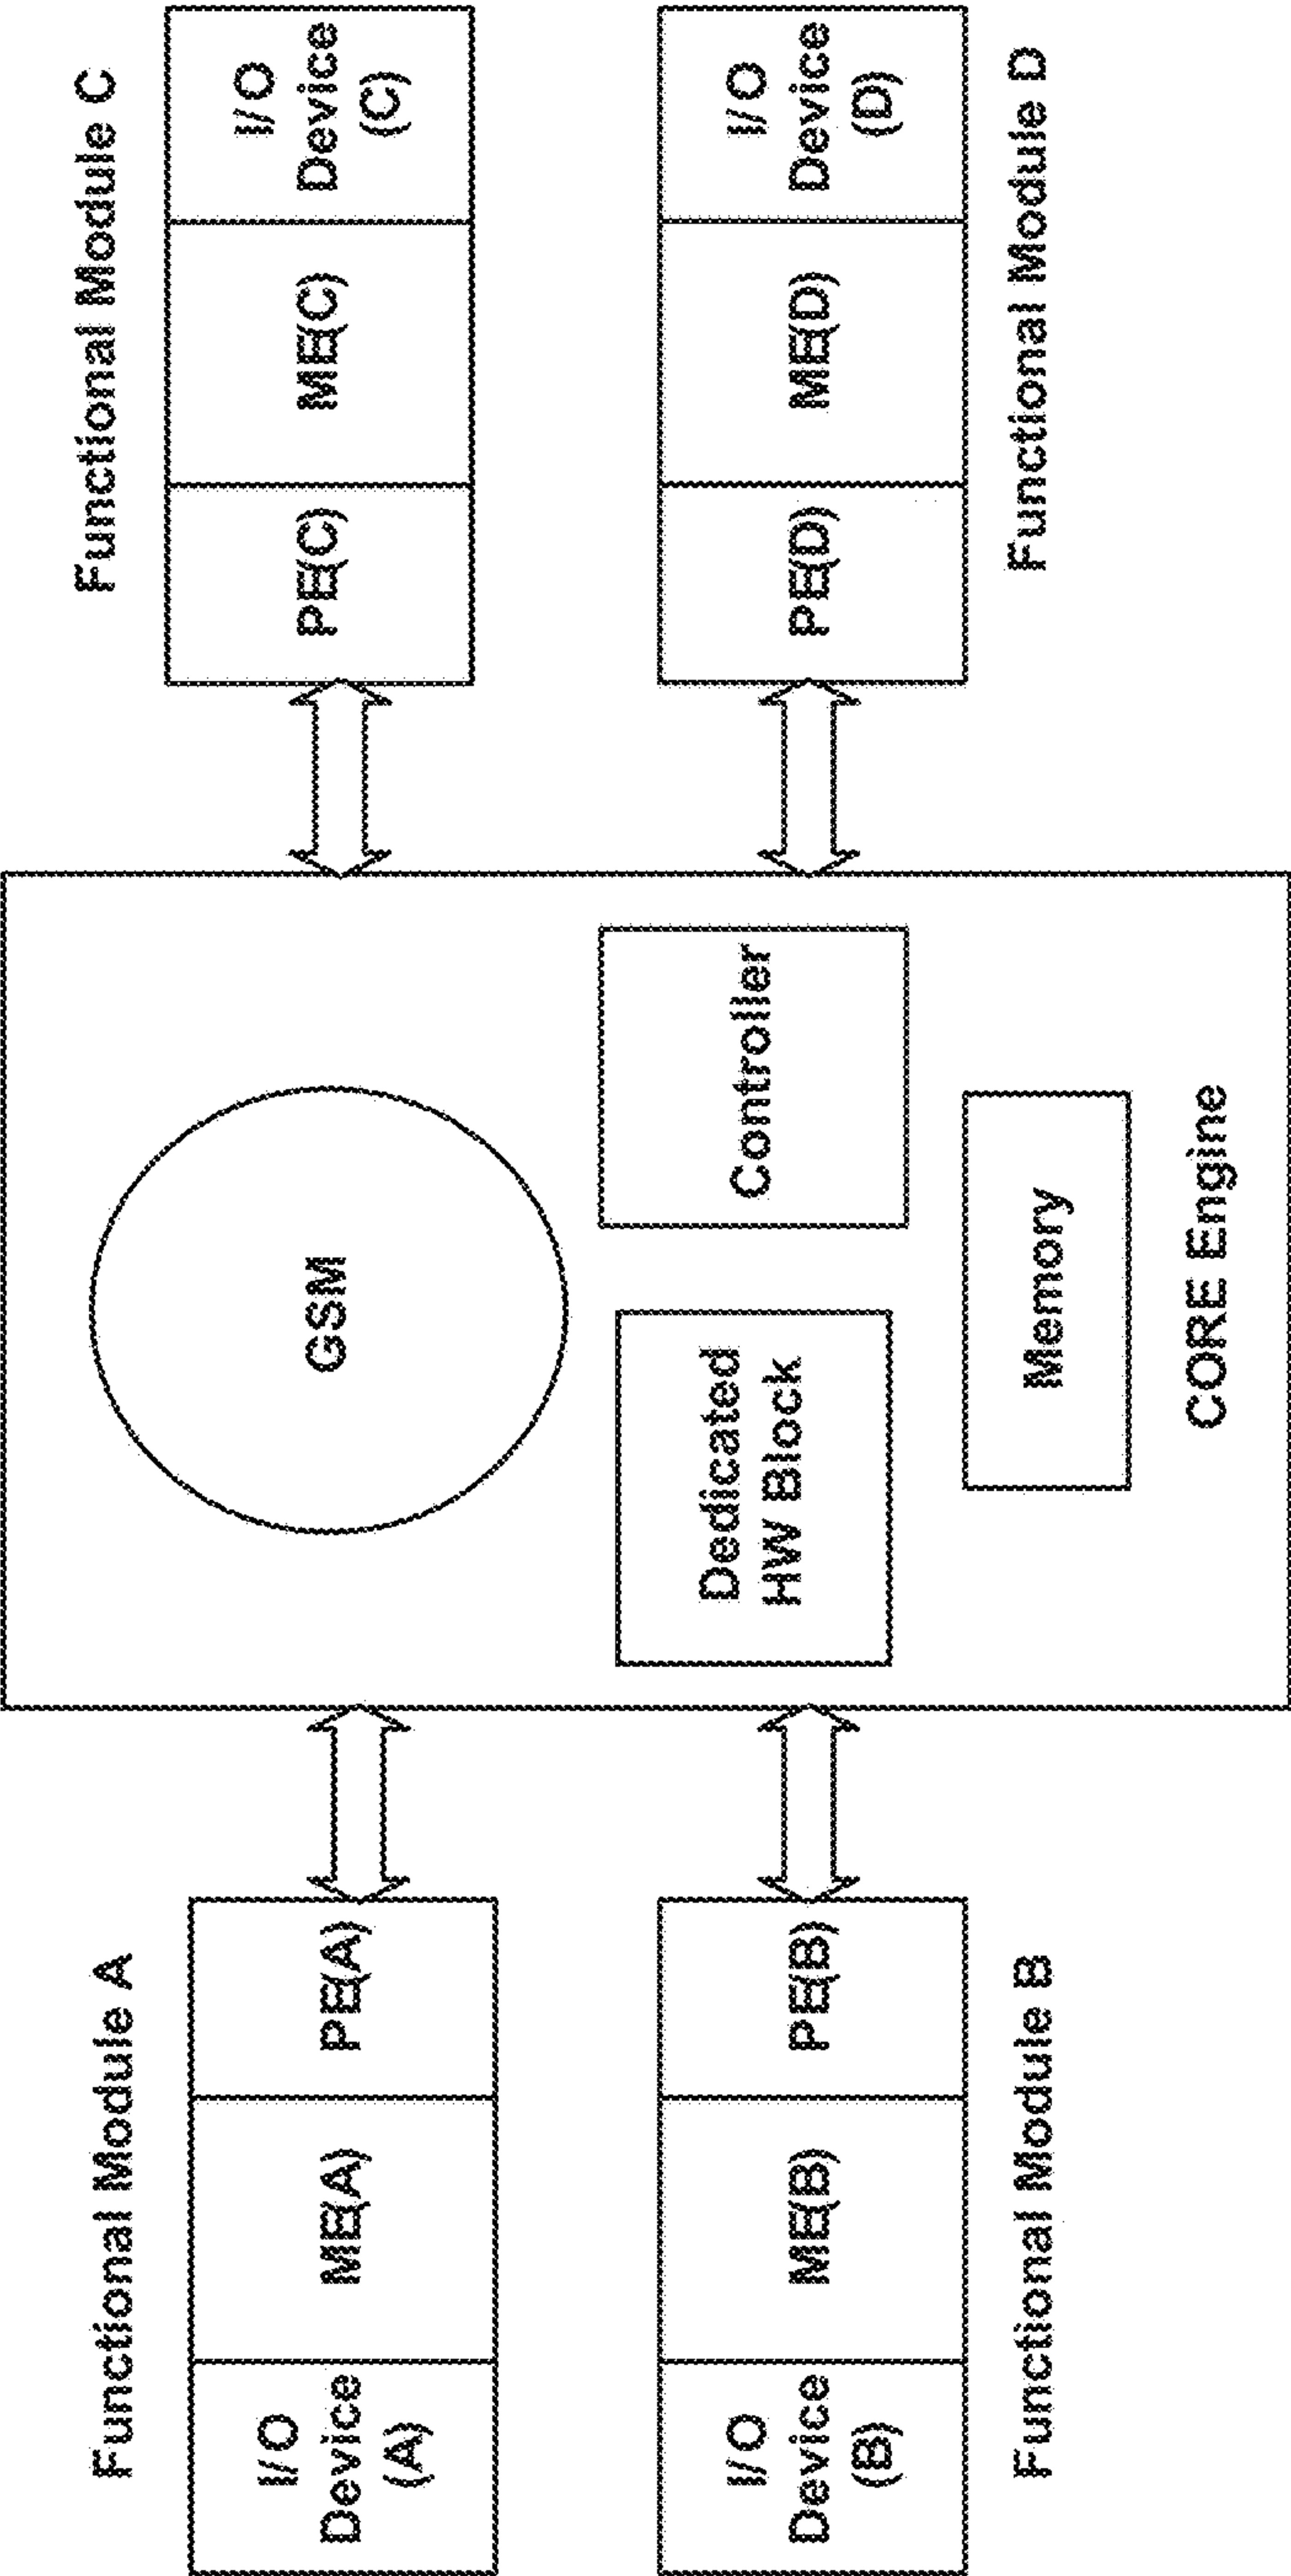 Functional Module A
I/O
Device
(A)
ME(A)
PE(A)
I/O
Device
(B)
ME(B)
PE(B)
Functional Module B
GSM
Dedicated
HW Block
Controller
Memory
CORE Engine
Functional Module C
PE(C)
ME(C)
I/O
Device
(C)
PE(D)
ME(D)
I/O
Device
(D)
Functional Module D